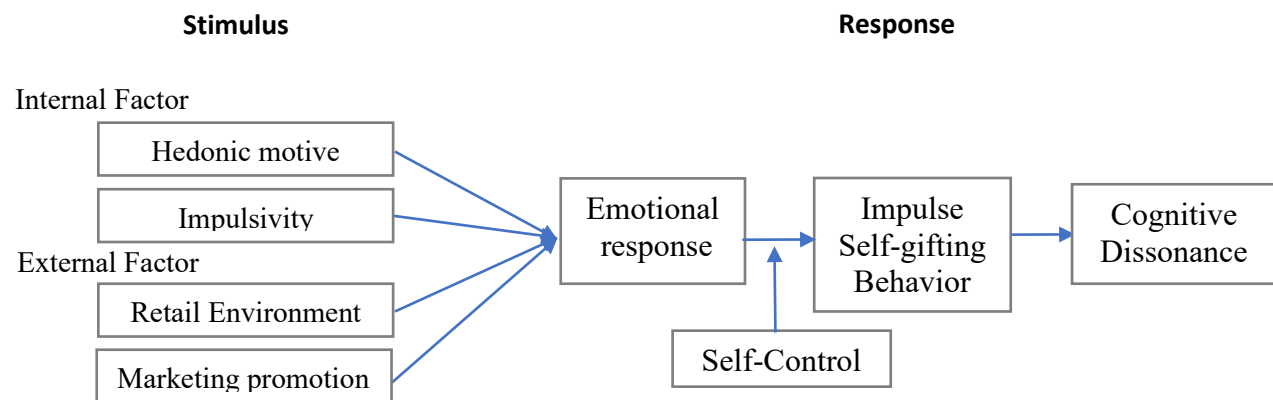 Stimulus
Response
Internal Factor
Hedonic motive
Impulsivity
External Factor
Retail Environment
Marketing promotion
Emotional
response
Impulse
Self-gifting
Behavior
Cognitive
Dissonance
Self-Control